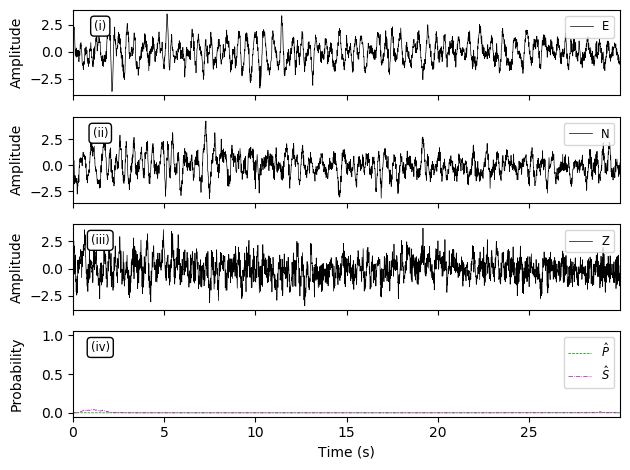 Amplitude
2.5
0.0
−2.5
(i)
E
Amplitude
2.5
0.0
−2.5
(ii)
N
Amplitude
2.5
0.0
−2.5
(iii)
Z
Probability
1.0
0.5
0.0
(iv)
P̂
Ŝ
0 5 10 15 20 25
Time (s)